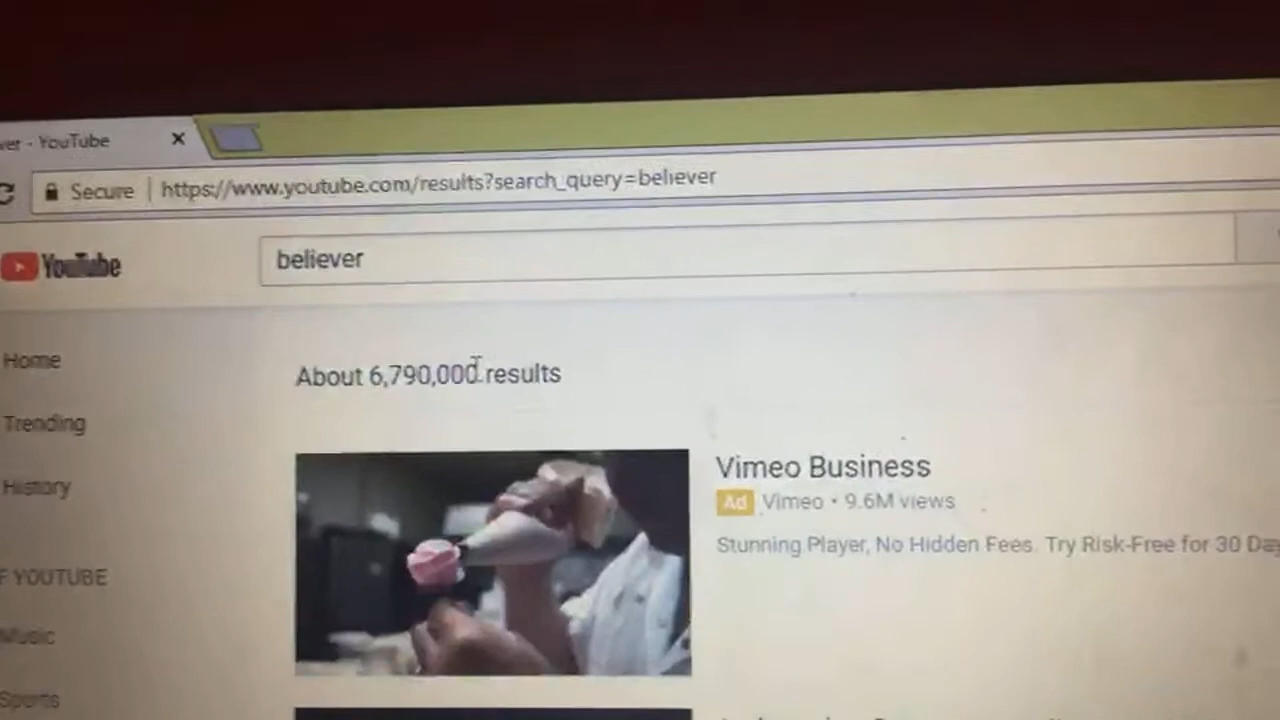 ver - YouTube
Secure https://www.youtube.com/results?search_query=believer
YouTube
believer
Home
About 6,790,000 results
Trending
Vimeo Business
History
Ad Vimeo • 9.6M views
Stunning Player, No Hidden Fees. Try Risk-Free for 30 Day
F YOUTUBE
Music
Sports